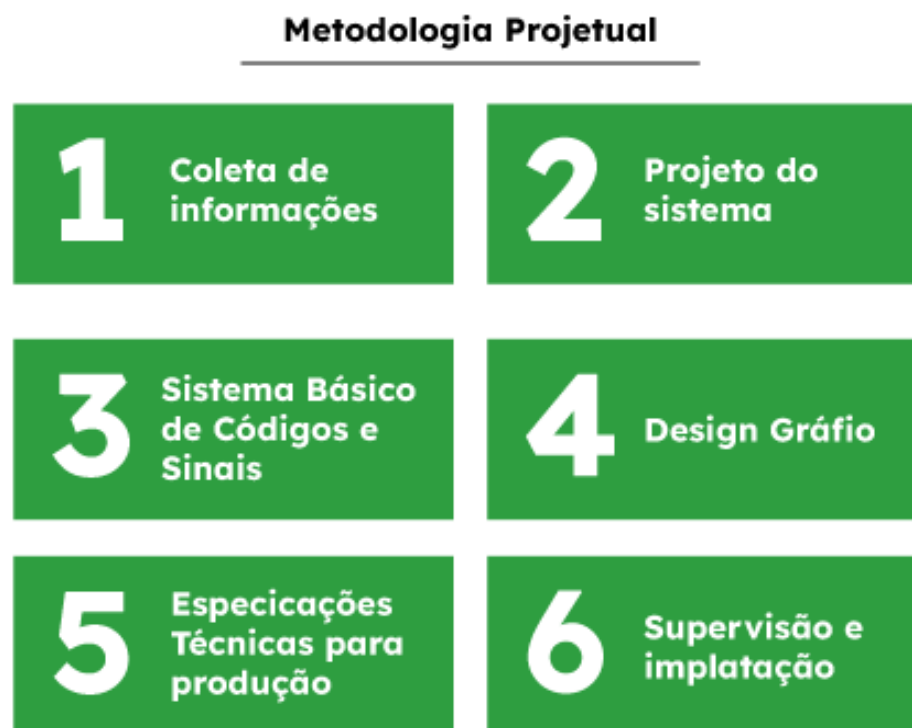 Metodologia Projetual
1
Coleta de
informações
2
Projeto do
sistema
3
Sistema Básico
de Códigos e
Sinais
4
Design Gráfio
5
Especicações
Técnicas para
produção
6
Supervisão e
implatação